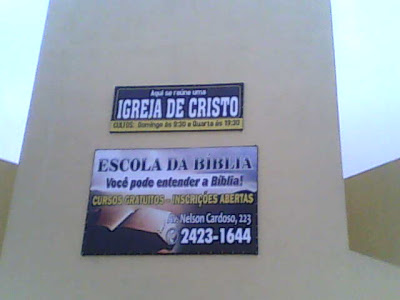 Aqui se reúne uma
IGREJA DE CRISTO
CULTOS: Domingo às 9:30 e Quarta às 19:30
ESCOLA DA BÍBLIA
Você pode entender a Bíblia!
CURSOS GRATUITOS - INSCRIÇÕES ABERTAS
Nelson Cardoso, 223
2423-1644